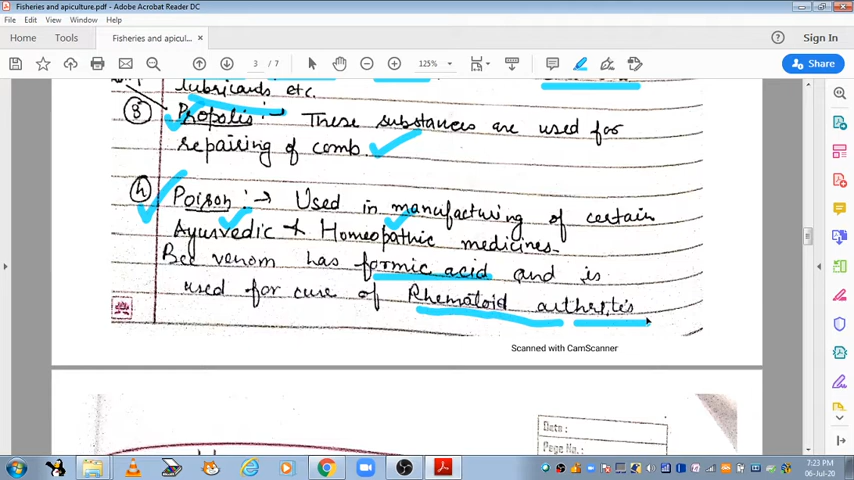 Fisheries and apiculture.pdf - Adobe Acrobat Reader DC
File Edit View Window Help
Home Tools Fisheries and apicul... × Sign In
3 / 7 125% Share
lubricants etc.
(g) Propolis :→ These substances are used for
repairing of comb.
(h) Poison :→ Used in manufacturing of certain
Ayurvedic & Homeopathic medicines.
Bee venom has formic acid and is
used for cure of Rhematoid arthritis
Scanned with CamScanner
Date:
Page No.:
7:23 PM
06-Jul-20